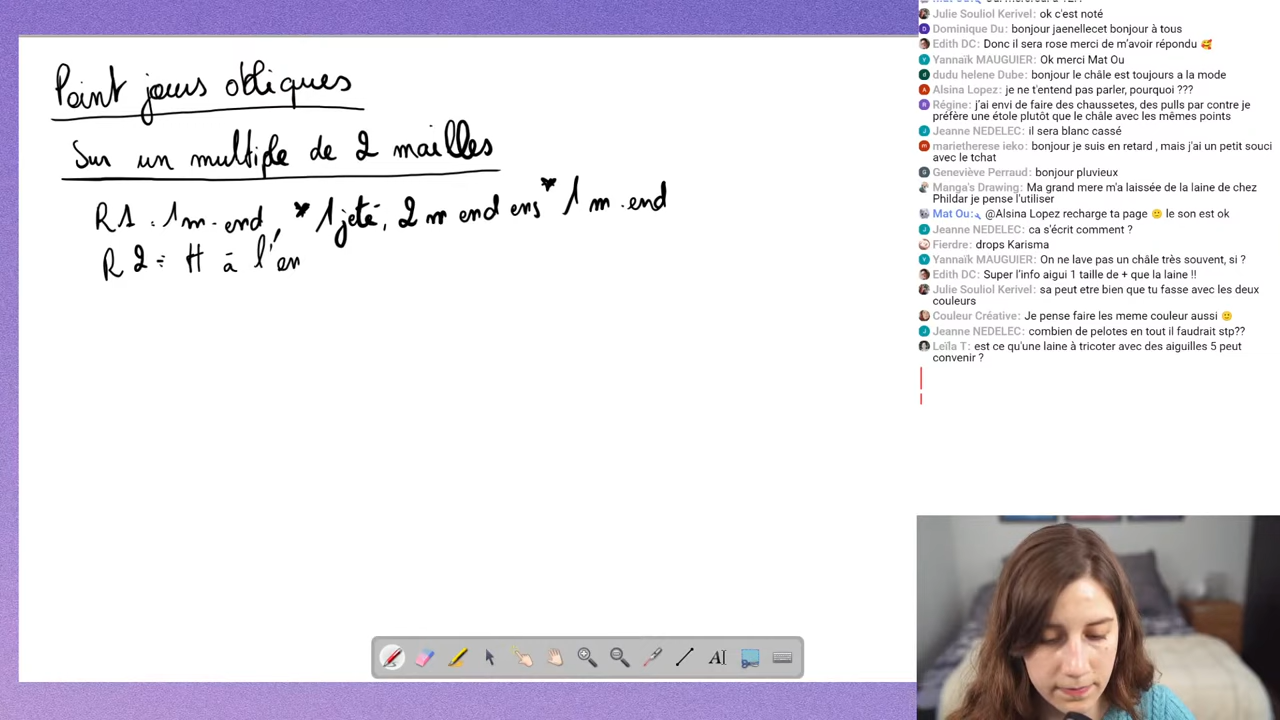 Point jours obliques
Sur un multiple de 2 mailles
R1 : 1 m. end, * 1 jeté, 2 m end ens * 1 m. end
R 2 : H à l'en
Julie Souliol Kerivel: ok c'est noté
Dominique Du: bonjour jaenellecet bonjour à tous
Edith DC: Donc il sera rose merci de m'avoir répondu 🥰
Yannaïk MAUGUIER: Ok merci Mat Ou
dudu helene Dube: bonjour le châle est toujours a la mode
Alsina Lopez: je ne t'entend pas parler, pourquoi ???
Régine: j'ai envi de faire des chaussetes, des pulls par contre je
préfère une étole plutôt que le châle avec les mêmes points
Jeanne NEDELEC: il sera blanc cassé
marietherese ieko: bonjour je suis en retard , mais j'ai un petit souci
avec le tchat
Geneviève Perraud: bonjour pluvieux
Manga's Drawing: Ma grand mere m'a laissée de la laine de chez
Phildar je pense l'utiliser
Mat Ou: @Alsina Lopez recharge ta page 🙂 le son est ok
Jeanne NEDELEC: ca s'écrit comment ?
Fierdre: drops Karisma
Yannaïk MAUGUIER: On ne lave pas un châle très souvent, si ?
Edith DC: Super l'info aigui 1 taille de + que la laine !!
Julie Souliol Kerivel: sa peut etre bien que tu fasse avec les deux
couleurs
Couleur Créative: Je pense faire les meme couleur aussi 🙂
Jeanne NEDELEC: combien de pelotes en tout il faudrait stp??
Leïla T: est ce qu'une laine à tricoter avec des aiguilles 5 peut
convenir ?
AI